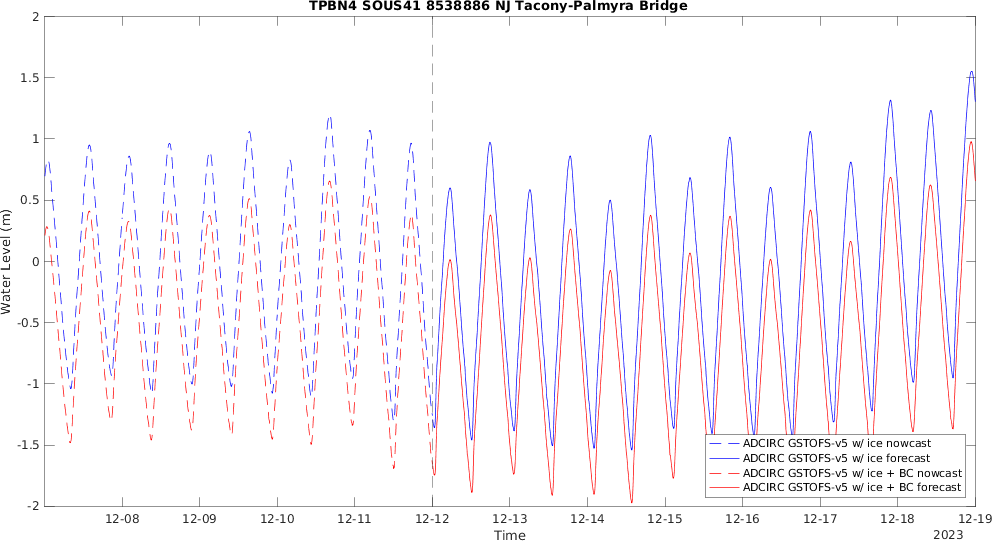 TPBN4 SOUS41 8538886 NJ Tacony-Palmyra Bridge
2
1.5
1
0.5
0
-0.5
-1
-1.5
-2
Water Level (m)
ADCIRC GSTOFS-v5 w/ ice nowcast
ADCIRC GSTOFS-v5 w/ ice forecast
ADCIRC GSTOFS-v5 w/ ice + BC nowcast
ADCIRC GSTOFS-v5 w/ ice + BC forecast
12-08 12-09 12-10 12-11 12-12 12-13 12-14 12-15 12-16 12-17 12-18 12-19
Time
2023